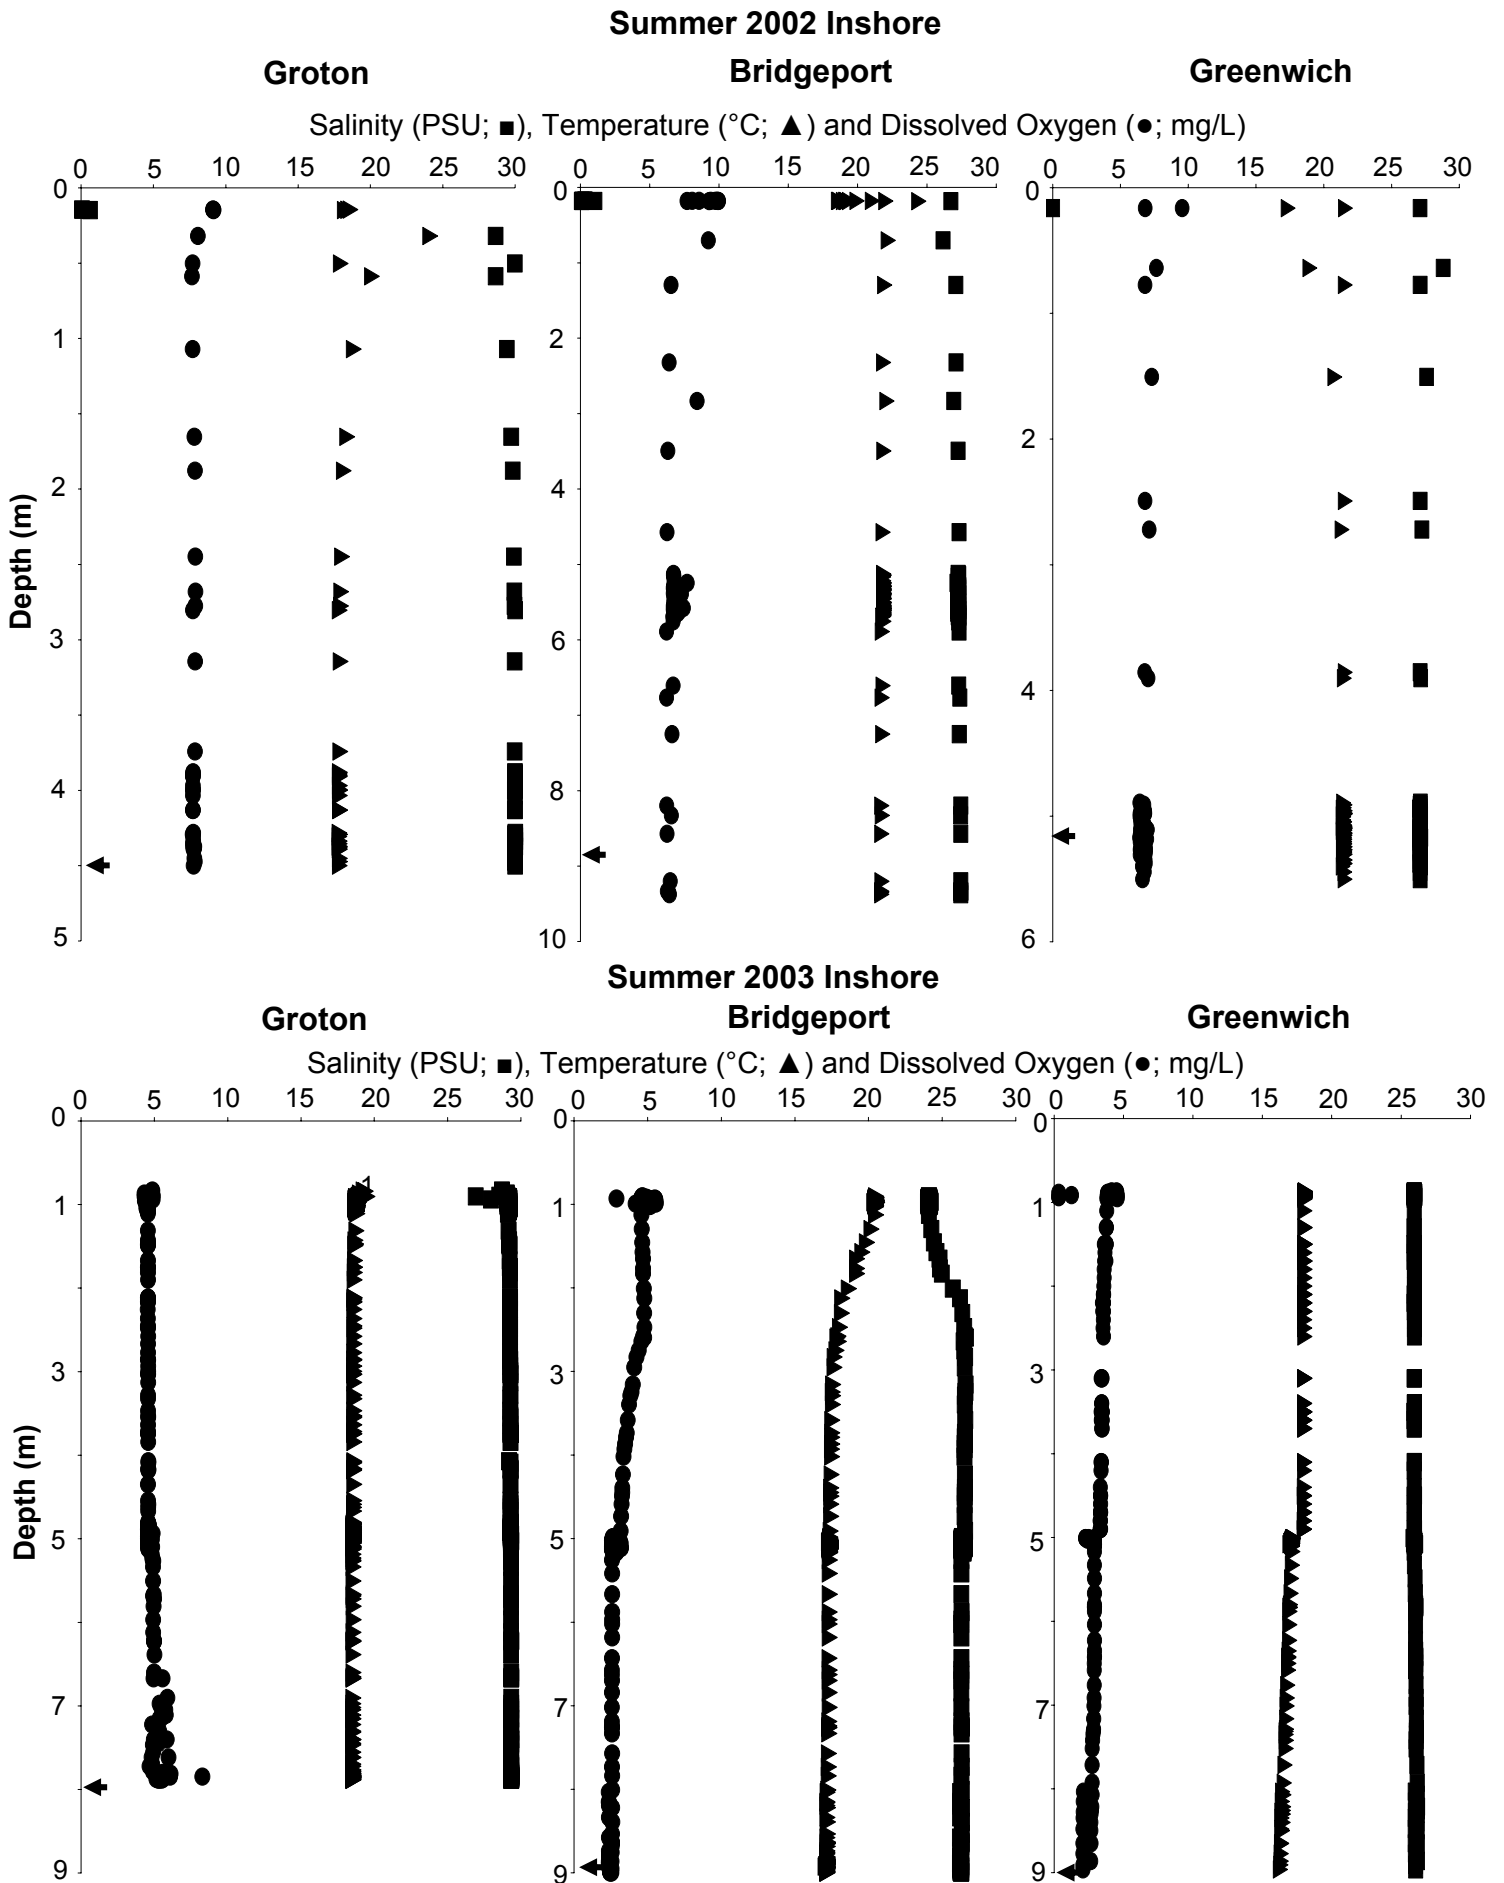 Summer 2002 Inshore
Groton Bridgeport Greenwich
Salinity (PSU; ■), Temperature (°C; ▲) and Dissolved Oxygen (●; mg/L)
0 5 10 15 20 25 30 0 5 10 15 20 25 30 0 5 10 15 20 25 30
0 0 0
1 2 2
2 4
Depth (m)
3 6 4
4 8
5 10 6
Summer 2003 Inshore
Groton Bridgeport Greenwich
Salinity (PSU; ■), Temperature (°C; ▲) and Dissolved Oxygen (●; mg/L)
0 5 10 15 20 25 30 0 5 10 15 20 25 30 0 5 10 15 20 25 30
0 0 0
1
1 1 1
3 3 3
Depth (m)
5 5 5
7 7 7
9 9 9